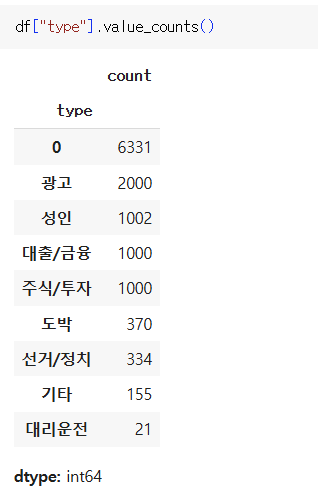 df["type"].value_counts()
count
type
0 6331
광고 2000
성인 1002
대출/금융 1000
주식/투자 1000
도박 370
선거/정치 334
기타 155
대리운전 21
dtype: int64